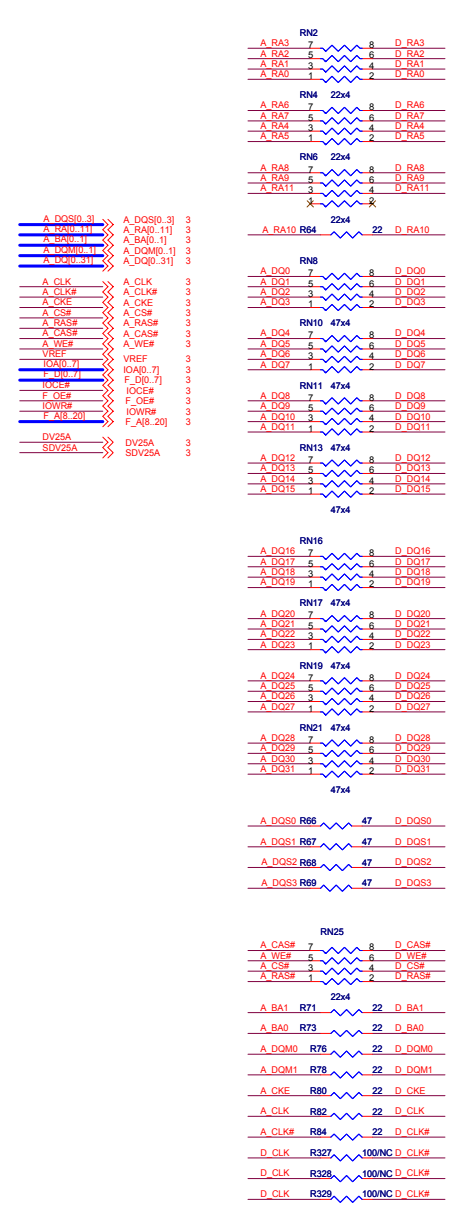 A_DQS[0..3] A_DQS[0..3] 3
A_RA[0..11] A_RA[0..11] 3
A_BA[0..1] A_BA[0..1] 3
A_DQM[0..1] A_DQM[0..1] 3
A_DQ[0..31] A_DQ[0..31] 3
A_CLK A_CLK 3
A_CLK# A_CLK# 3
A_CKE A_CKE 3
A_CS# A_CS# 3
A_RAS# A_RAS# 3
A_CAS# A_CAS# 3
A_WE# A_WE# 3
VREF VREF 3
IOA[0..7] IOA[0..7] 3
F_D[0..7] F_D[0..7] 3
IOCE# IOCE# 3
F_OE# F_OE# 3
IOWR# IOWR# 3
F_A[8..20] F_A[8..20] 3
DV25A DV25A 3
SDV25A SDV25A 3
RN2
A_RA3 7 8 D_RA3
A_RA2 5 6 D_RA2
A_RA1 3 4 D_RA1
A_RA0 1 2 D_RA0
RN4 22x4
A_RA6 7 8 D_RA6
A_RA7 5 6 D_RA7
A_RA4 3 4 D_RA4
A_RA5 1 2 D_RA5
RN6 22x4
A_RA8 7 8 D_RA8
A_RA9 5 6 D_RA9
A_RA11 3 4 D_RA11
1 2
22x4
A_RA10 R64 22 D_RA10
RN8
A_DQ0 7 8 D_DQ0
A_DQ1 5 6 D_DQ1
A_DQ2 3 4 D_DQ2
A_DQ3 1 2 D_DQ3
RN10 47x4
A_DQ4 7 8 D_DQ4
A_DQ5 5 6 D_DQ5
A_DQ6 3 4 D_DQ6
A_DQ7 1 2 D_DQ7
RN11 47x4
A_DQ8 7 8 D_DQ8
A_DQ9 5 6 D_DQ9
A_DQ10 3 4 D_DQ10
A_DQ11 1 2 D_DQ11
RN13 47x4
A_DQ12 7 8 D_DQ12
A_DQ13 5 6 D_DQ13
A_DQ14 3 4 D_DQ14
A_DQ15 1 2 D_DQ15
47x4
RN16
A_DQ16 7 8 D_DQ16
A_DQ17 5 6 D_DQ17
A_DQ18 3 4 D_DQ18
A_DQ19 1 2 D_DQ19
RN17 47x4
A_DQ20 7 8 D_DQ20
A_DQ21 5 6 D_DQ21
A_DQ22 3 4 D_DQ22
A_DQ23 1 2 D_DQ23
RN19 47x4
A_DQ24 7 8 D_DQ24
A_DQ25 5 6 D_DQ25
A_DQ26 3 4 D_DQ26
A_DQ27 1 2 D_DQ27
RN21 47x4
A_DQ28 7 8 D_DQ28
A_DQ29 5 6 D_DQ29
A_DQ30 3 4 D_DQ30
A_DQ31 1 2 D_DQ31
47x4
A_DQS0 R66 47 D_DQS0
A_DQS1 R67 47 D_DQS1
A_DQS2 R68 47 D_DQS2
A_DQS3 R69 47 D_DQS3
RN25
A_CAS# 7 8 D_CAS#
A_WE# 5 6 D_WE#
A_CS# 3 4 D_CS#
A_RAS# 1 2 D_RAS#
22x4
A_BA1 R71 22 D_BA1
A_BA0 R73 22 D_BA0
A_DQM0 R76 22 D_DQM0
A_DQM1 R78 22 D_DQM1
A_CKE R80 22 D_CKE
A_CLK R82 22 D_CLK
A_CLK# R84 22 D_CLK#
D_CLK R327 100/NC D_CLK#
D_CLK R328 100/NC D_CLK#
D_CLK R329 100/NC D_CLK#